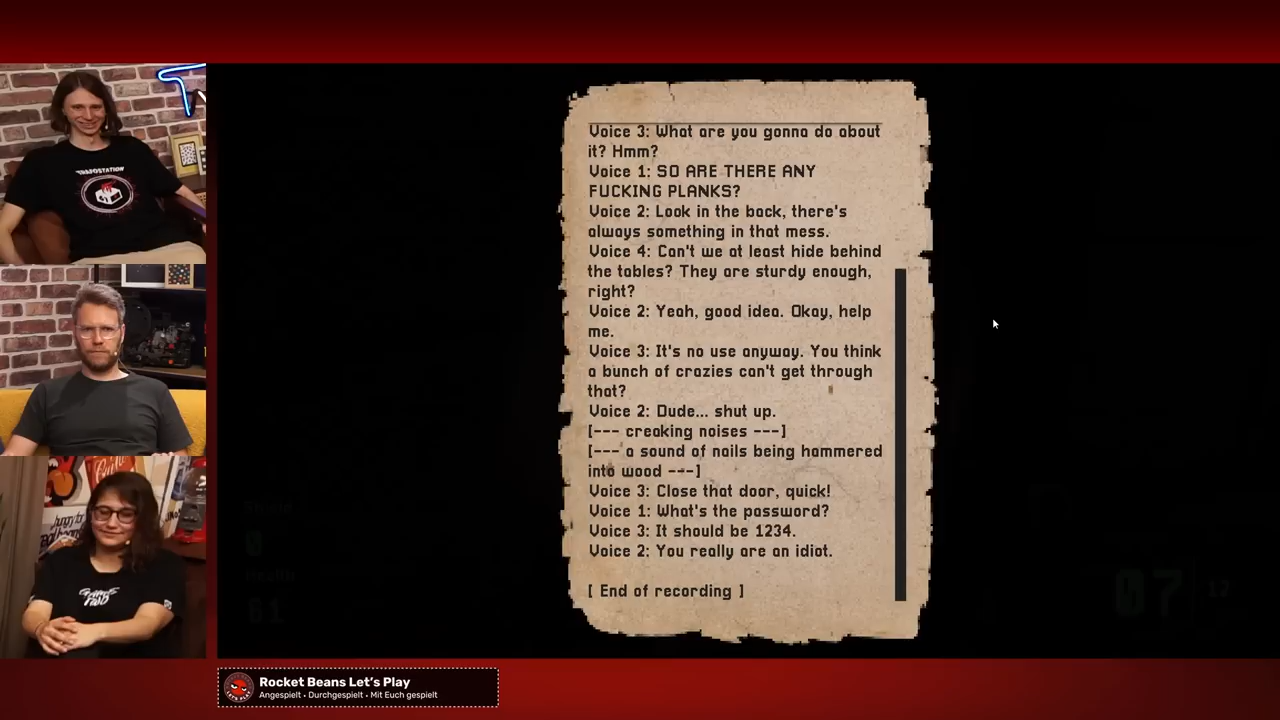 Voice 3: What are you gonna do about
it? Hmm?
Voice 1: SO ARE THERE ANY
FUCKING PLANKS?
Voice 2: Look in the back, there's
always something in that mess.
Voice 4: Can't we at least hide behind
the tables? They are sturdy enough,
right?
Voice 2: Yeah, good idea. Okay, help
me.
Voice 3: It's no use anyway. You think
a bunch of crazies can't get through
that?
Voice 2: Dude... shut up.
[--- creaking noises ---]
[--- a sound of nails being hammered
into wood ---]
Voice 3: Close that door, quick!
Voice 1: What's the password?
Voice 3: It should be 1234.
Voice 2: You really are an idiot.
[ End of recording ]
TRAFOSTATION
Health
61
07
12
Rocket Beans Let's Play
Angespielt • Durchgespielt • Mit Euch gespielt